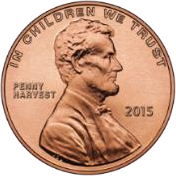 IN CHILDREN WE TRUST
PENNY
HARVEST
2015